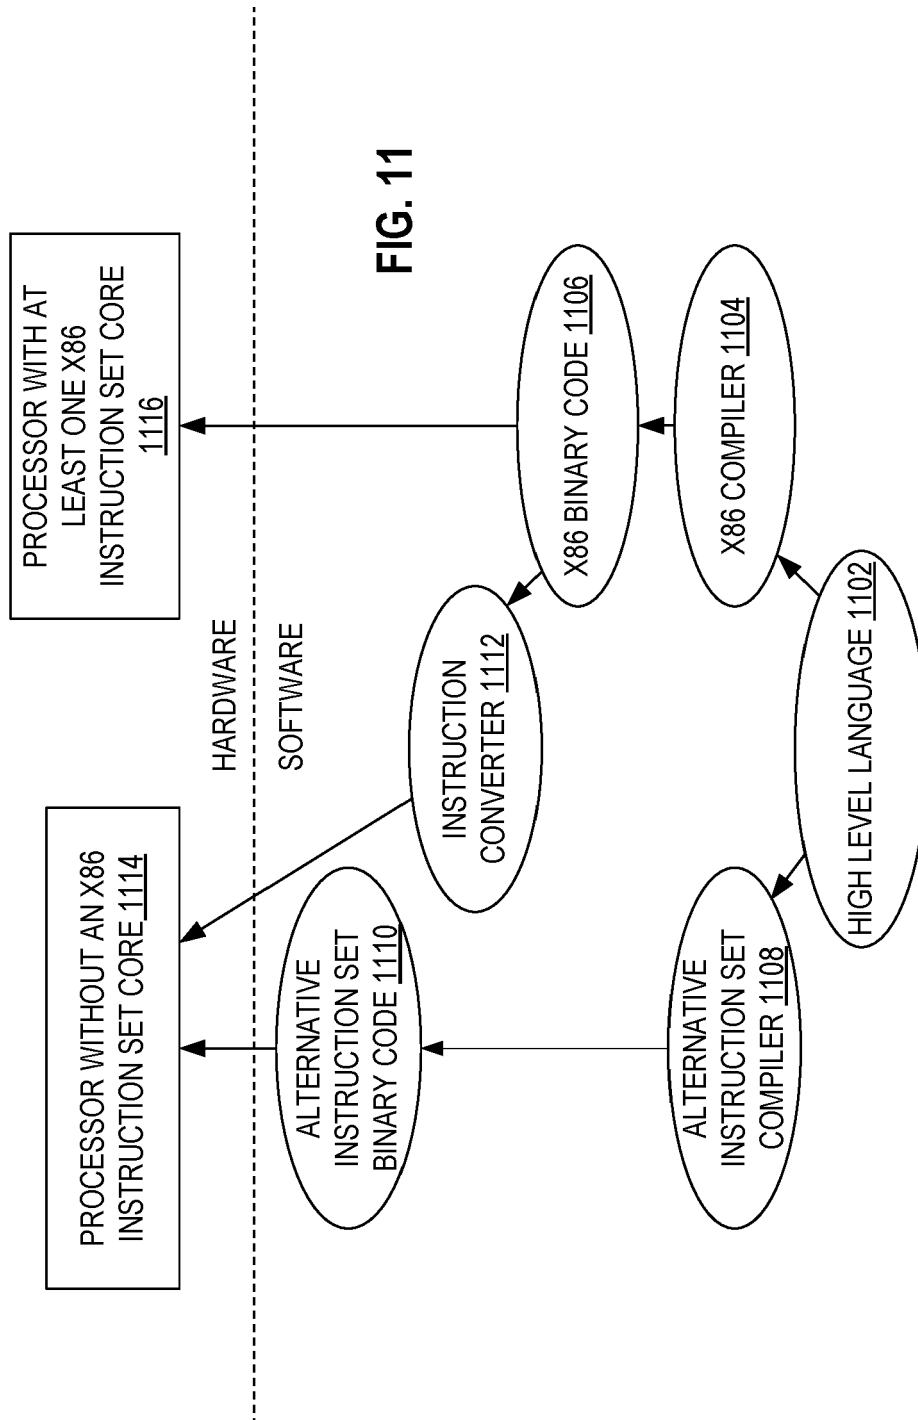 PROCESSOR WITHOUT AN X86
INSTRUCTION SET CORE 1114
PROCESSOR WITH AT
LEAST ONE X86
INSTRUCTION SET CORE
1116
HARDWARE
SOFTWARE
ALTERNATIVE
INSTRUCTION SET
BINARY CODE 1110
INSTRUCTION
CONVERTER 1112
FIG. 11
X86 BINARY CODE 1106
ALTERNATIVE
INSTRUCTION SET
COMPILER 1108
X86 COMPILER 1104
HIGH LEVEL LANGUAGE 1102